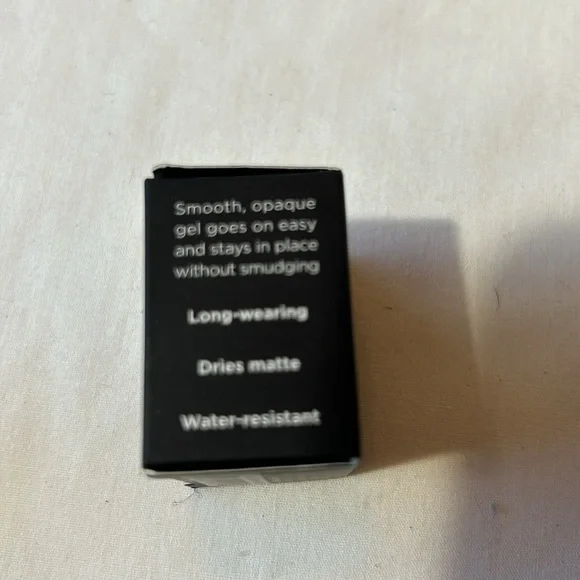 Smooth, opaque
gel goes on easy
and stays in place
without smudging
Long-wearing
Dries matte
Water-resistant